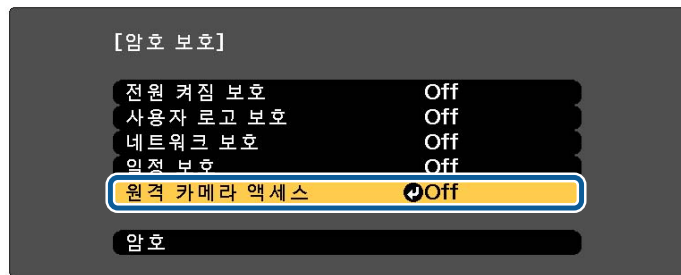 [암호 보호]
전원 켜짐 보호 Off
사용자 로고 보호 Off
네트워크 보호 Off
일정 보호 Off
원격 카메라 액세스 Off
암호